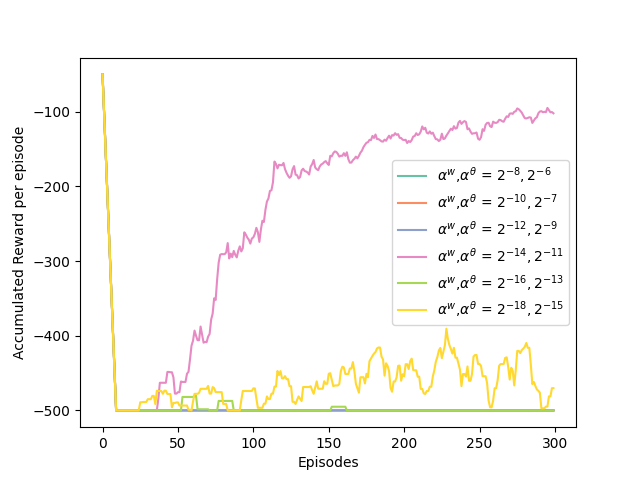 −100
−200
−300
−400
−500
0
50
100
150
200
250
300
Episodes
Accumulated Reward per episode
α^w,α^θ = 2^−8, 2^−6
α^w,α^θ = 2^−10, 2^−7
α^w,α^θ = 2^−12, 2^−9
α^w,α^θ = 2^−14, 2^−11
α^w,α^θ = 2^−16, 2^−13
α^w,α^θ = 2^−18, 2^−15